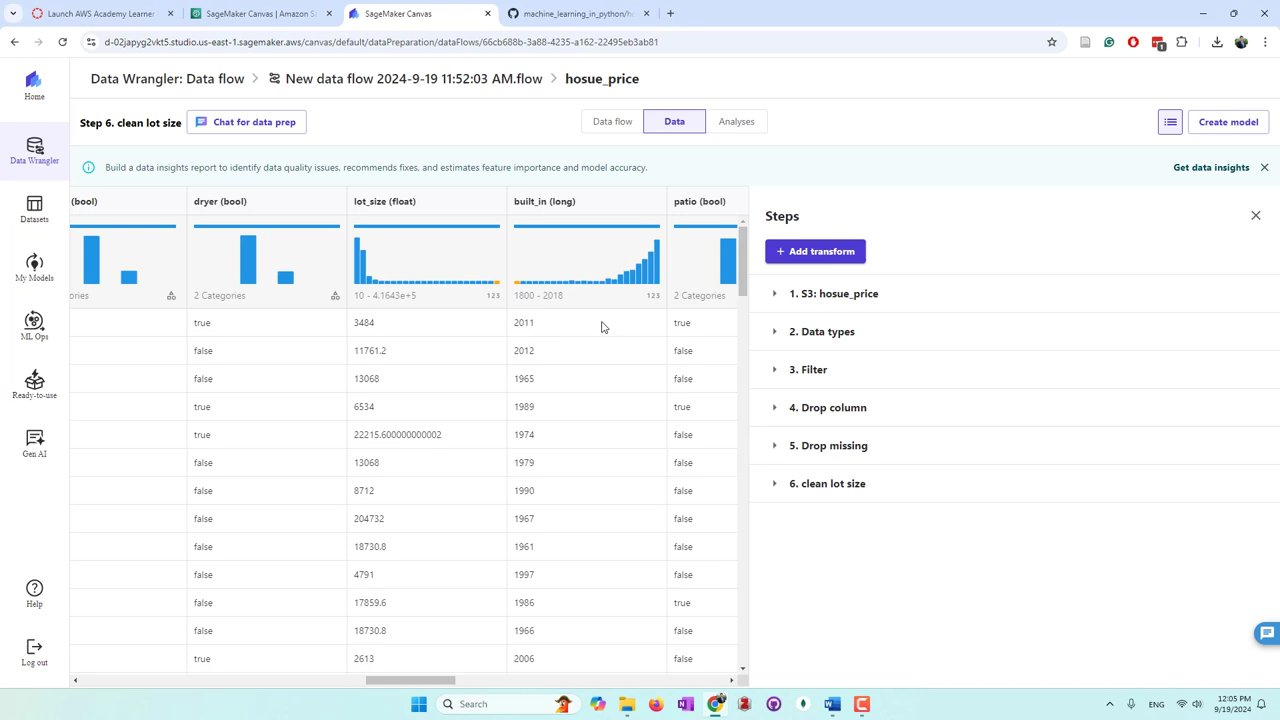 Launch AWS Academy Learner
SageMaker Canvas | Amazon Sc
SageMaker Canvas
machine_learning_in_python/hc
d-02japyg2vkt5.studio.us-east-1.sagemaker.aws/canvas/default/dataPreparation/dataFlows/66cb688b-3a88-4235-a162-22495eb3ab81
1
Home
Data Wrangler
Datasets
My Models
ML Ops
Ready-to-use
Gen AI
Help
Log out
Data Wrangler: Data flow
New data flow 2024-9-19 11:52:03 AM.flow
hosue_price
Step 6. clean lot size
Chat for data prep
Data flow
Data
Analyses
Create model
Build a data insights report to identify data quality issues, recommends fixes, and estimates feature importance and model accuracy.
Get data insights
(bool) dryer (bool) lot_size (float) built_in (long) patio (bool)
ories 2 Categories 10 - 4.1643e+5 123 1800 - 2018 123 2 Categories
true 3484 2011 true
false 11761.2 2012 false
false 13068 1965 false
true 6534 1989 true
true 22215.600000000002 1974 false
false 13068 1979 false
false 8712 1990 false
false 204732 1967 false
false 18730.8 1961 false
false 4791 1997 false
false 17859.6 1986 true
false 18730.8 1966 false
true 2613 2006 false
Steps
+ Add transform
1. S3: hosue_price
2. Data types
3. Filter
4. Drop column
5. Drop missing
6. clean lot size
Search
ENG
12:05 PM
9/19/2024